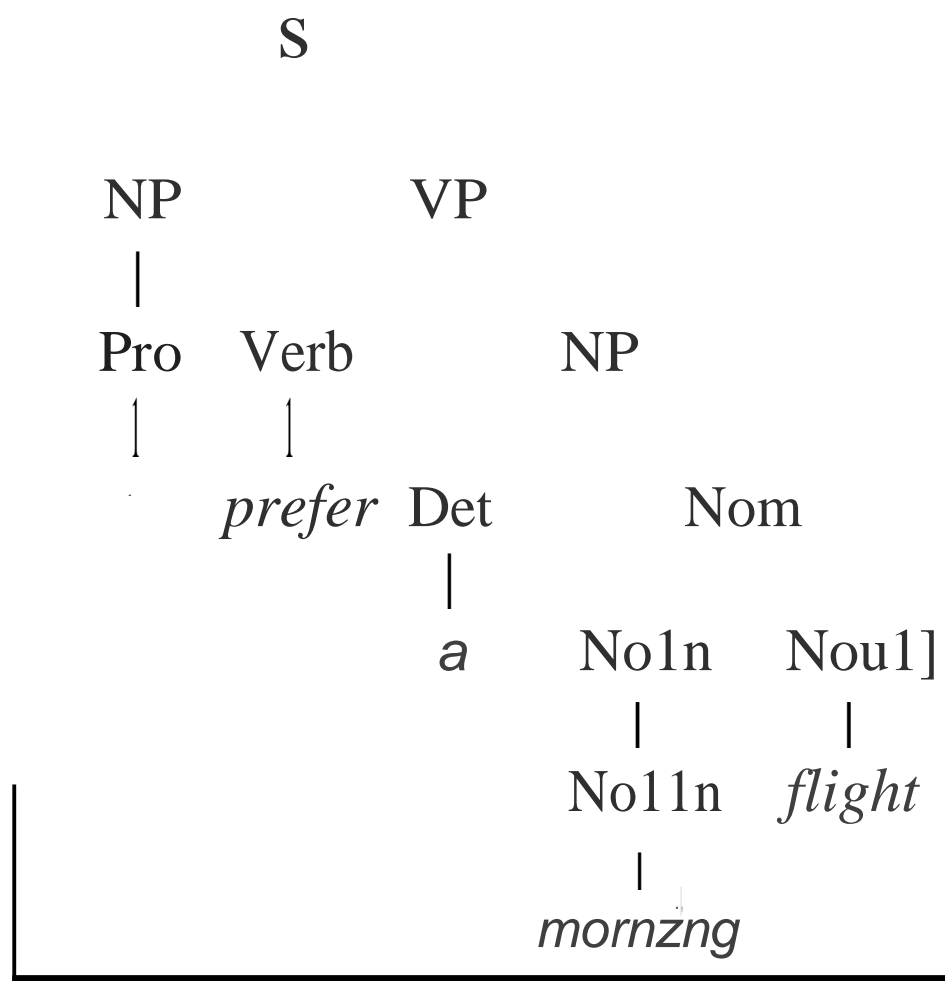 S
NP VP
Pro Verb NP
prefer Det Nom
a No1n Nou1]
No11n flight
mornzng